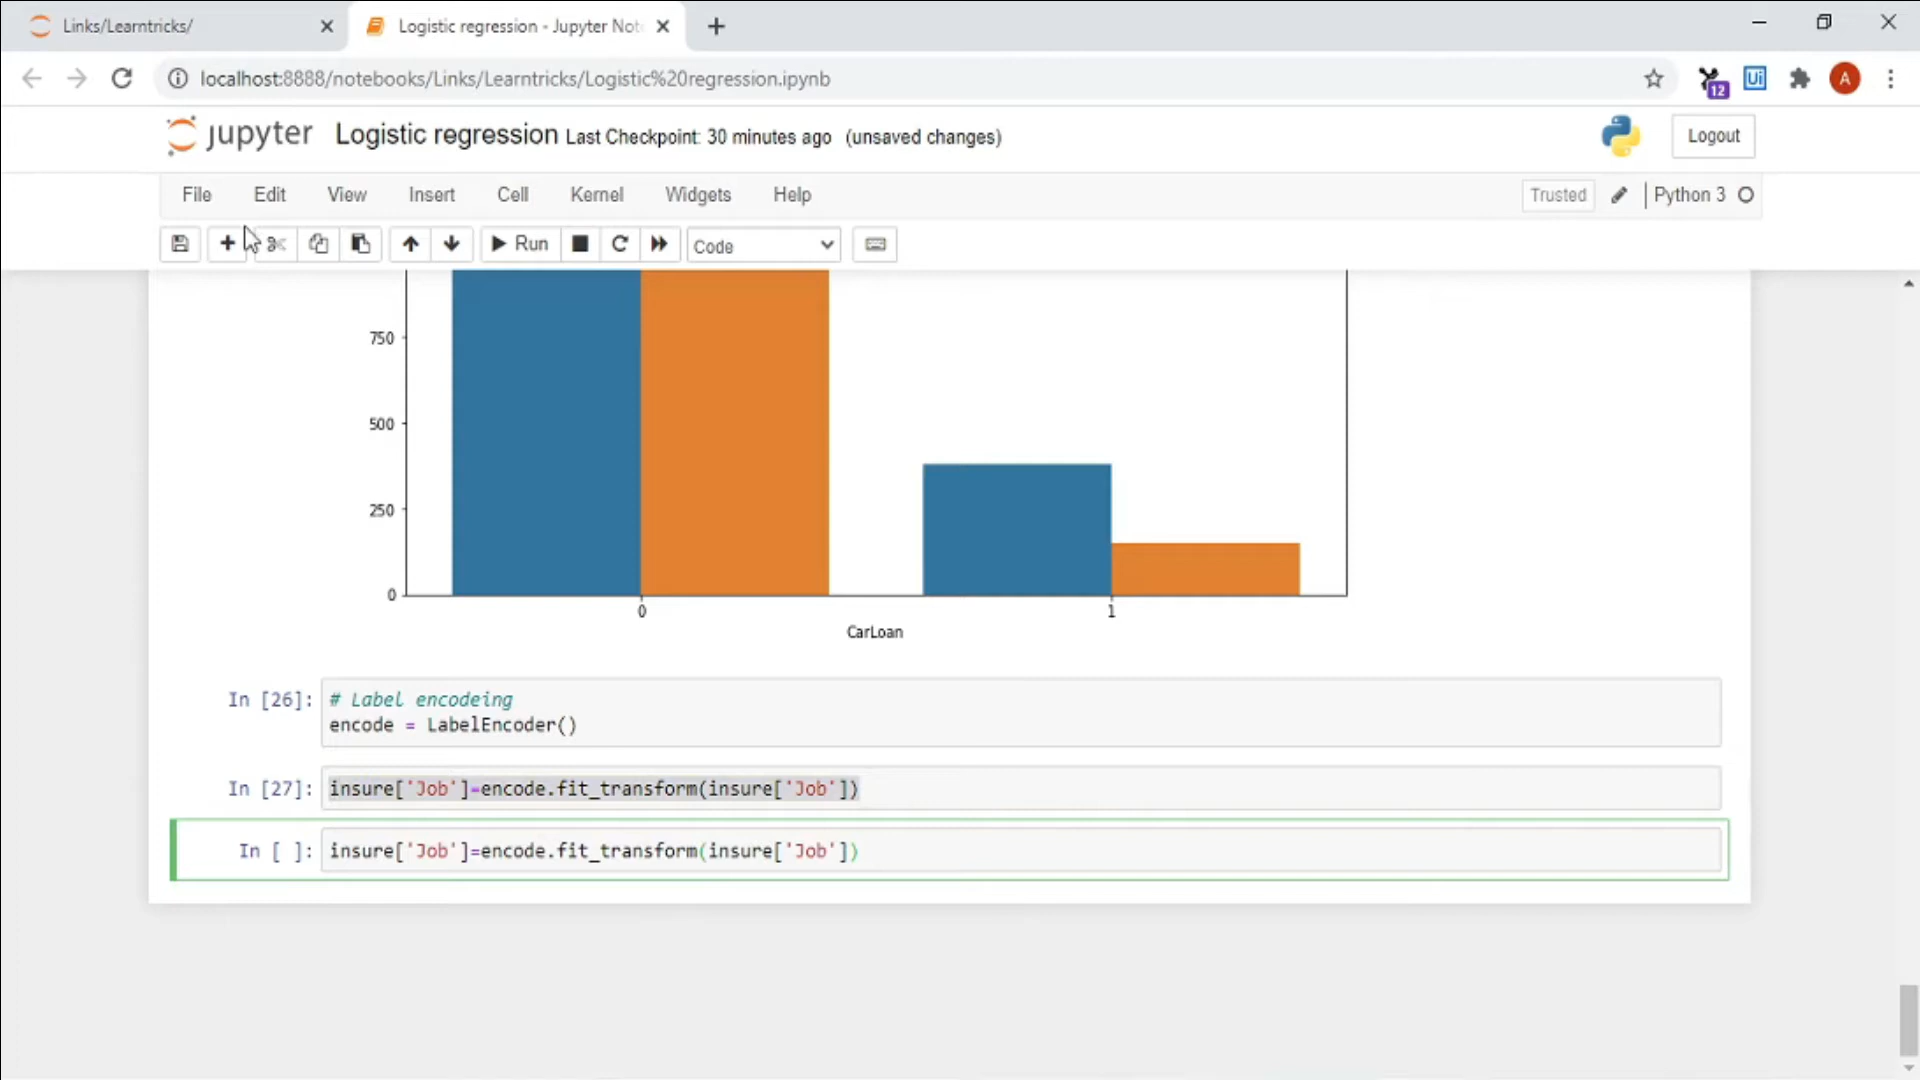 Links/Learntricks/
Logistic regression - Jupyter Not
localhost:8888/notebooks/Links/Learntricks/Logistic%20regression.ipynb
12
Ui
A
jupyter Logistic regression Last Checkpoint: 30 minutes ago (unsaved changes)
Logout
File Edit View Insert Cell Kernel Widgets Help
Trusted
Python 3
Run
Code
750
500
250
0
0 1
CarLoan
In [26]: # Label encodeing
encode = LabelEncoder()
In [27]: insure['Job']=encode.fit_transform(insure['Job'])
In [ ]: insure['Job']=encode.fit_transform(insure['Job'])